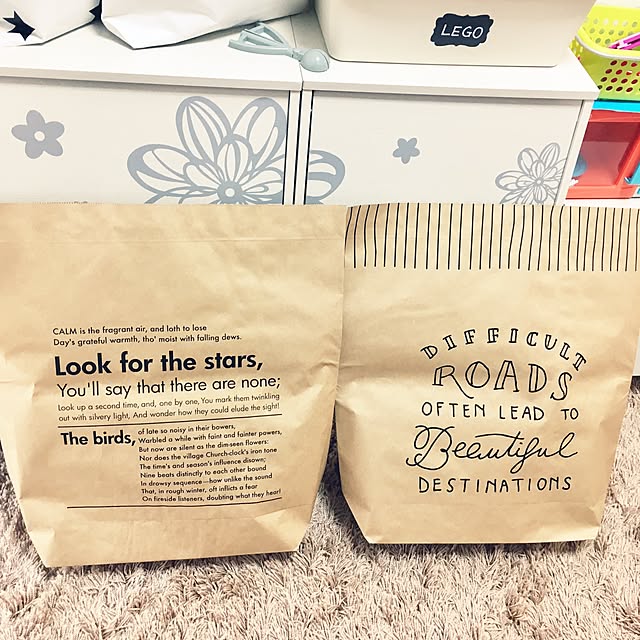 LEGO
CALM is the fragrant air, and loth to lose
Day's grateful warmth, tho' moist with falling dews.
Look for the stars,
You'll say that there are none;
Look up a second time, and, one by one, You mark them twinkling
out with silvery light, And wonder how they could elude the sight!
The birds, of late so noisy in their bowers,
Warbled a while with faint and fainter powers,
But now are silent as the dim-seen flowers:
Nor does the village Church-clock's iron tone
The time's and season's influence disown;
Nine beats distinctly to each other bound
In drowsy sequence—how unlike the sound
That, in rough winter, oft inflicts a fear
On fireside listeners, doubting what they hear!
DIFFICULT
ROADS
OFTEN LEAD TO
Beautiful
DESTINATIONS